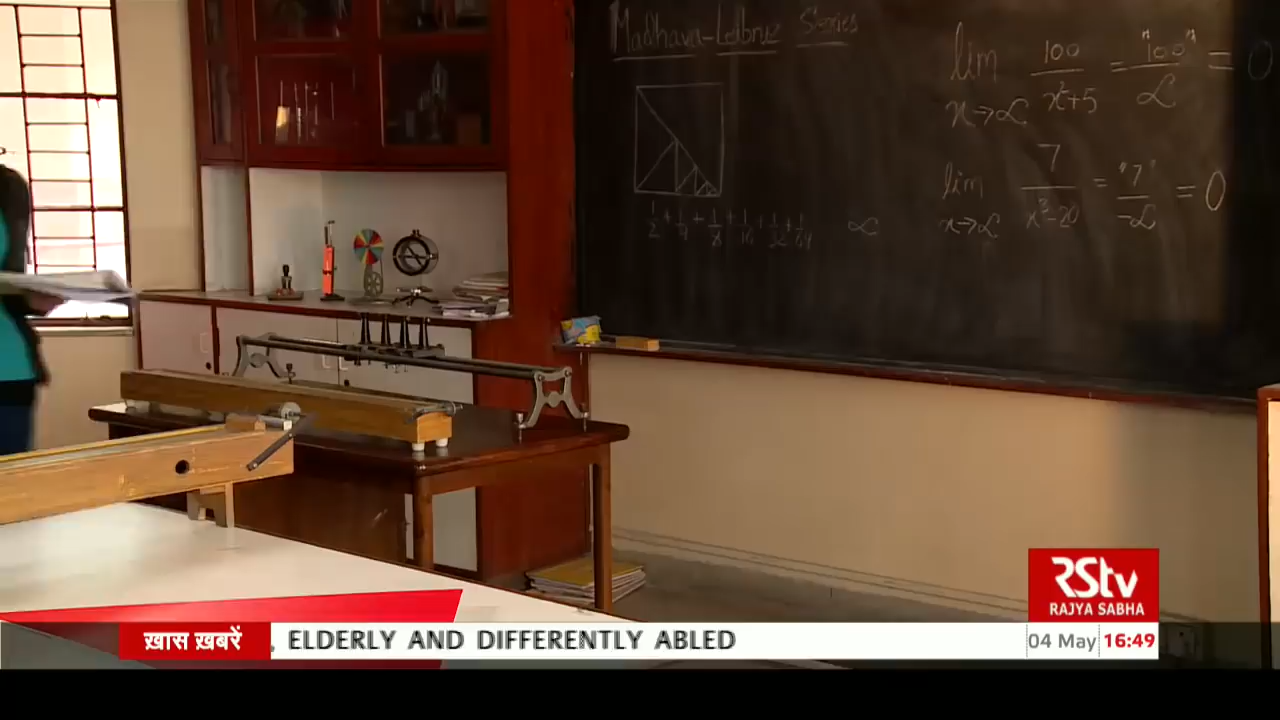 Madhava-Leibniz Series
lim 100 = "100" = 0
x→∞ x²+5 ∞
lim 7 = "7" = 0
x→∞ x³-20 -∞
1/2 + 1/4 + 1/8 + 1/16 + 1/32 + 1/64 ∞
RStv
RAJYA SABHA
ख़ास ख़बरें , ELDERLY AND DIFFERENTLY ABLED 04 May 16:49